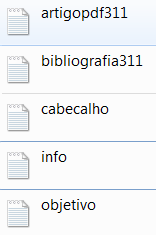 artigopdf311
bibliografia311
cabecalho
info
objetivo